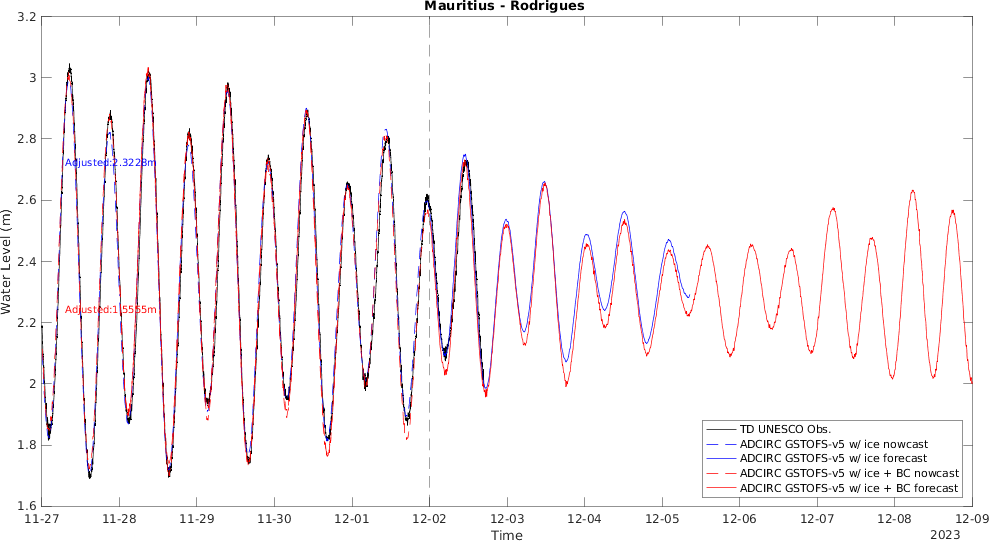 Mauritius - Rodrigues
3.2
3
2.8
2.6
2.4
2.2
2
1.8
1.6
Water Level (m)
Adjusted:2.3228m
Adjusted:1.5555m
TD UNESCO Obs.
ADCIRC GSTOFS-v5 w/ ice nowcast
ADCIRC GSTOFS-v5 w/ ice forecast
ADCIRC GSTOFS-v5 w/ ice + BC nowcast
ADCIRC GSTOFS-v5 w/ ice + BC forecast
11-27 11-28 11-29 11-30 12-01 12-02 12-03 12-04 12-05 12-06 12-07 12-08 12-09
Time
2023